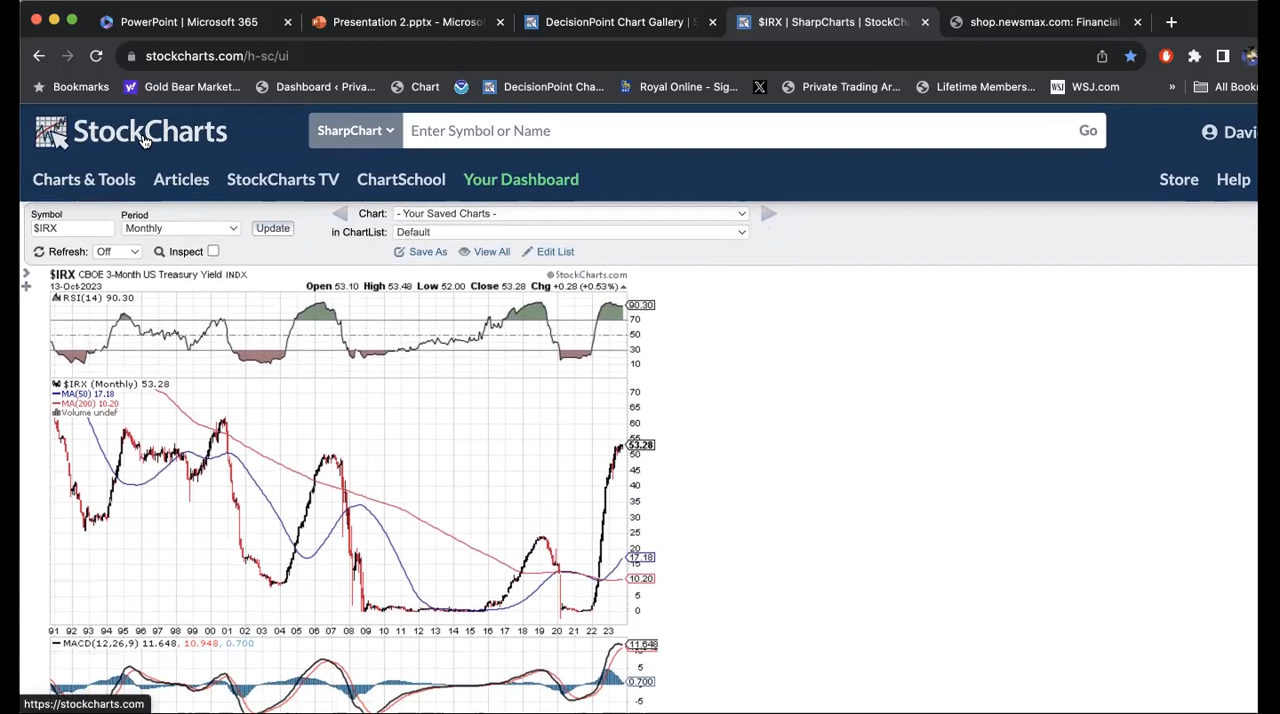 PowerPoint | Microsoft 365
Presentation 2.pptx - Microso
DecisionPoint Chart Gallery | S
$IRX | SharpCharts | StockCh
shop.newsmax.com: Financial
stockcharts.com/h-sc/ui
Bookmarks
Gold Bear Market...
Dashboard ‹ Priva...
Chart
DecisionPoint Cha...
Royal Online - Sig...
Private Trading Ar...
Lifetime Members...
WSJ WSJ.com
»
All Book
StockCharts
SharpChart
Enter Symbol or Name
Go
Davi
Charts & Tools
Articles
StockCharts TV
ChartSchool
Your Dashboard
Store
Help
Symbol
Period
$IRX
Monthly
Update
Chart:
- Your Saved Charts -
in ChartList:
Default
Refresh:
Off
Inspect
Save As
View All
Edit List
$IRX CBOE 3-Month US Treasury Yield INDX
© StockCharts.com
13-Oct-2023
Open 53.10 High 53.48 Low 52.00 Close 53.28 Chg +0.28 (+0.53%)
RSI(14) 90.30
90.30
70
50
30
10
$IRX (Monthly) 53.28
MA(50) 17.18
MA(200) 10.20
Volume undef
70
65
60
55
53.28
50
45
40
35
30
25
20
17.18
15
10.20
5
0
91 92 93 94 95 96 97 98 99 00 01 02 03 04 05 06 07 08 09 10 11 12 13 14 15 16 17 18 19 20 21 22 23
MACD(12,26,9) 11.648, 10.948, 0.700
11.648
5
0.700
-5
https://stockcharts.com